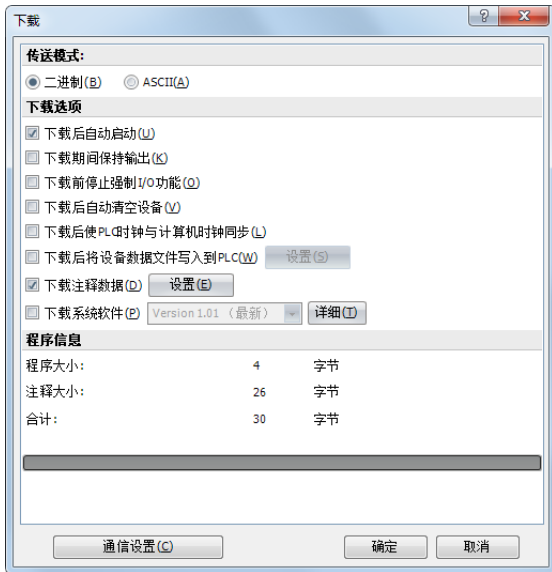 下载
?
x
传送模式:
二进制(B) ASCII(A)
下载选项
下载后自动启动(U)
下载期间保持输出(K)
下载前停止强制I/O功能(O)
下载后自动清空设备(V)
下载后使PLC时钟与计算机时钟同步(L)
下载后将设备数据文件写入到PLC(W) 设置(S)
下载注释数据(D) 设置(E)
下载系统软件(P) Version 1.01 (最新) 详细(T)
程序信息
程序大小: 4 字节
注释大小: 26 字节
合计: 30 字节
通信设置(C) 确定 取消